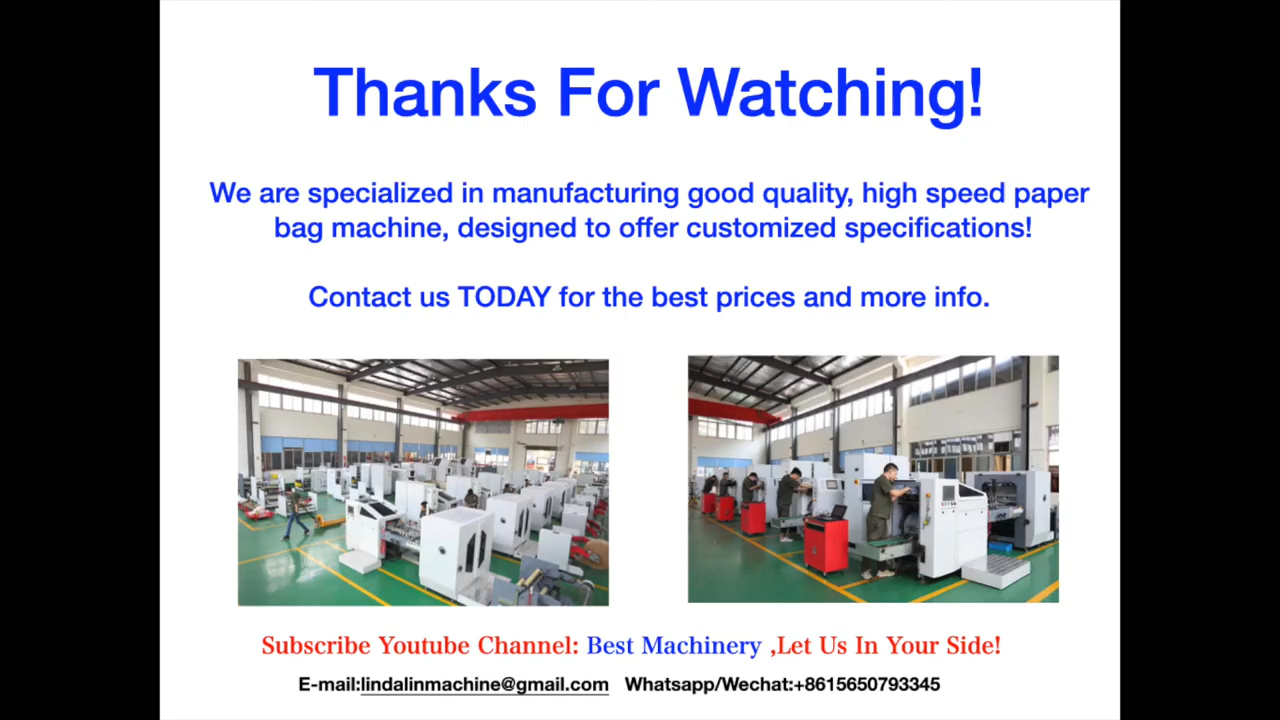 Thanks For Watching!
We are specialized in manufacturing good quality, high speed paper
bag machine, designed to offer customized specifications!
Contact us TODAY for the best prices and more info.
Subscribe Youtube Channel: Best Machinery ,Let Us In Your Side!
E-mail:lindalinmachine@gmail.com Whatsapp/Wechat:+8615650793345